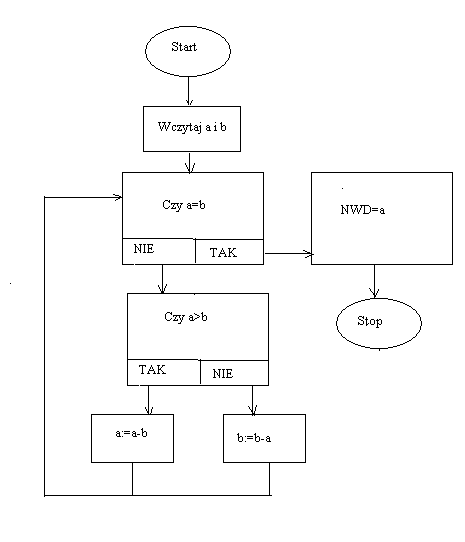 Start
Wczytaj a i b
Czy a=b
NIE
TAK
NWD=a
Stop
Czy a>b
TAK
NIE
a:=a-b
b:=b-a